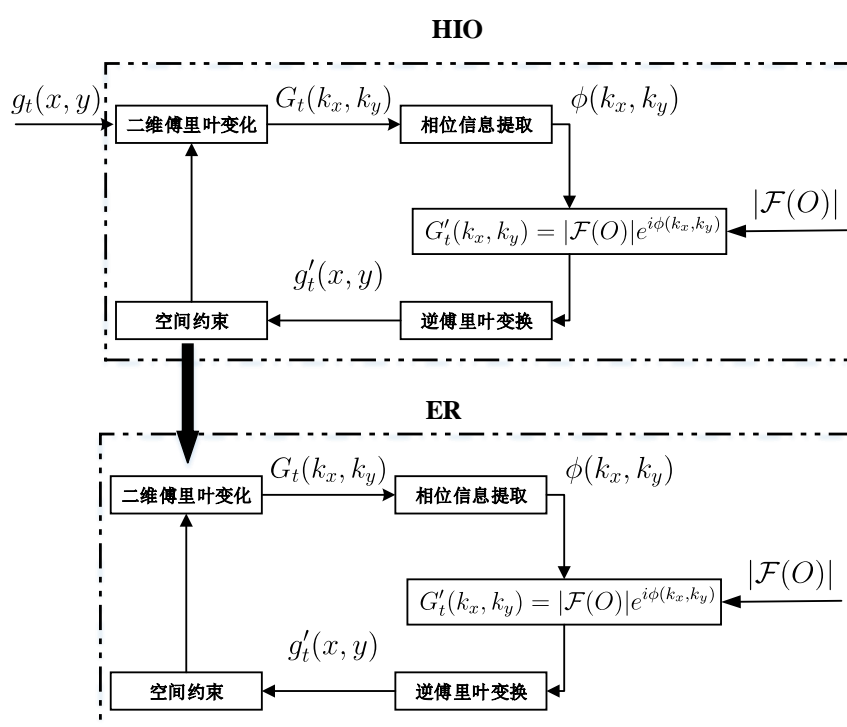 HIO
g_t(x, y)
二维傅里叶变化
G_t(k_x, k_y)
相位信息提取
ϕ(k_x, k_y)
|ℱ(O)|
G'_t(k_x, k_y) = |ℱ(O)|e^{iϕ(k_x,k_y)}
g'_t(x, y)
空间约束
逆傅里叶变换
ER
二维傅里叶变化
G_t(k_x, k_y)
相位信息提取
ϕ(k_x, k_y)
|ℱ(O)|
G'_t(k_x, k_y) = |ℱ(O)|e^{iϕ(k_x,k_y)}
g'_t(x, y)
空间约束
逆傅里叶变换